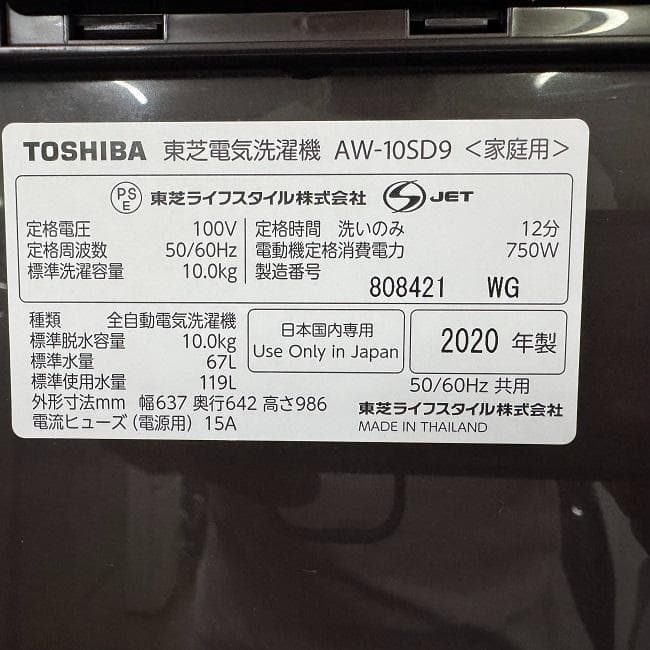 TOSHIBA 東芝電気洗濯機 AW-10SD9 <家庭用>
PS E 東芝ライフスタイル株式会社 S JET
定格電圧 100V
定格周波数 50/60Hz
標準洗濯容量 10.0kg
定格時間 洗いのみ 12分
電動機定格消費電力 750W
製造番号
808421 WG
種類 全自動電気洗濯機
標準脱水容量 10.0kg
標準水量 67L
標準使用水量 119L
外形寸法mm 幅637 奥行642 高さ986
電流ヒューズ (電源用) 15A
日本国内専用
Use Only in Japan
2020 年製
50/60Hz 共用
東芝ライフスタイル株式会社
MADE IN THAILAND